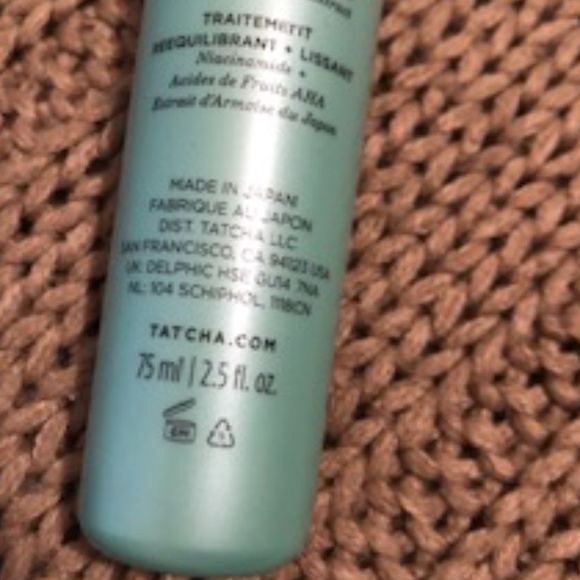 TRAITEMENT
RÉÉQUILIBRANT + LISSANT
Niacinamide +
Acides de Fruits AHA
Extrait d'Armoise du Japon
MADE IN JAPAN
FABRIQUE AU JAPON
DIST. TATCHA LLC
SAN FRANCISCO, CA 94123 USA
UK: DELPHIC HSE GU14 7NA
NL: 104 SCHIPHOL, 1118CN
TATCHA.COM
75 ml | 2.5 fl. oz.